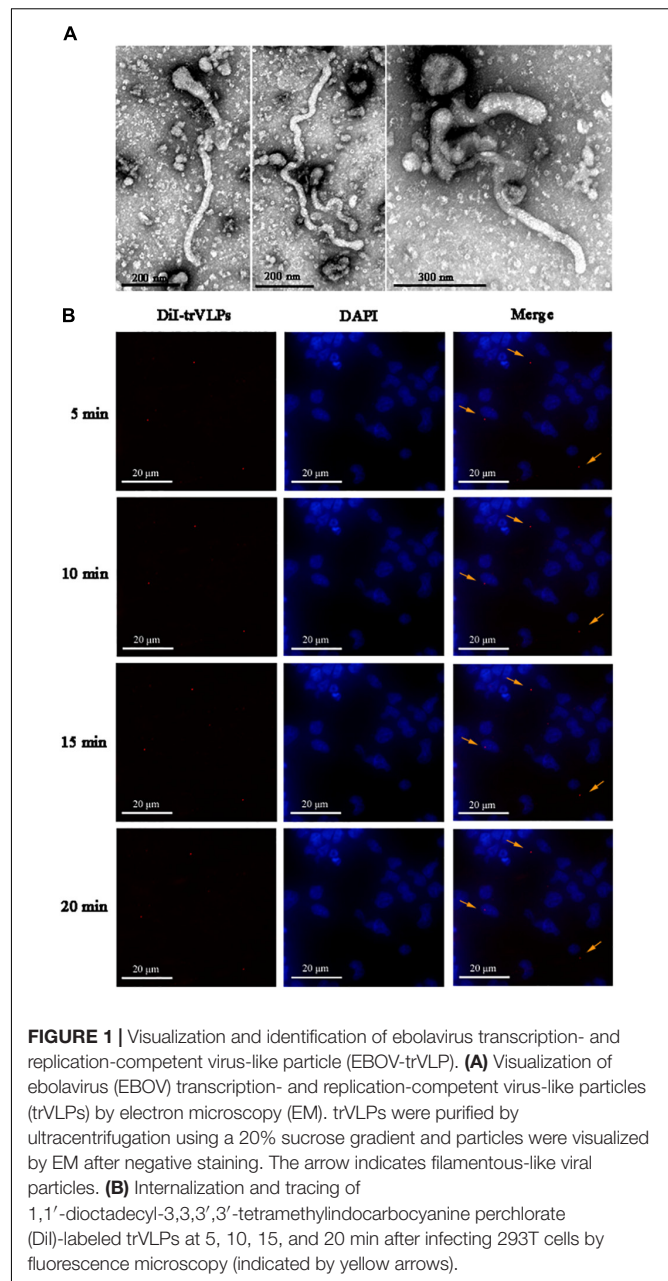 A
200 nm
200 nm
300 nm
B
DiI-trVLPs
DAPI
Merge
5 min
20 µm
20 µm
20 µm
10 min
20 µm
20 µm
20 µm
15 min
20 µm
20 µm
20 µm
20 min
20 µm
20 µm
20 µm
FIGURE 1 | Visualization and identification of ebolavirus transcription- and
replication-competent virus-like particle (EBOV-trVLP). (A) Visualization of
ebolavirus (EBOV) transcription- and replication-competent virus-like particles
(trVLPs) by electron microscopy (EM). trVLPs were purified by
ultracentrifugation using a 20% sucrose gradient and particles were visualized
by EM after negative staining. The arrow indicates filamentous-like viral
particles. (B) Internalization and tracing of
1,1′-dioctadecyl-3,3,3′,3′-tetramethylindocarbocyanine perchlorate
(DiI)-labeled trVLPs at 5, 10, 15, and 20 min after infecting 293T cells by
fluorescence microscopy (indicated by yellow arrows).